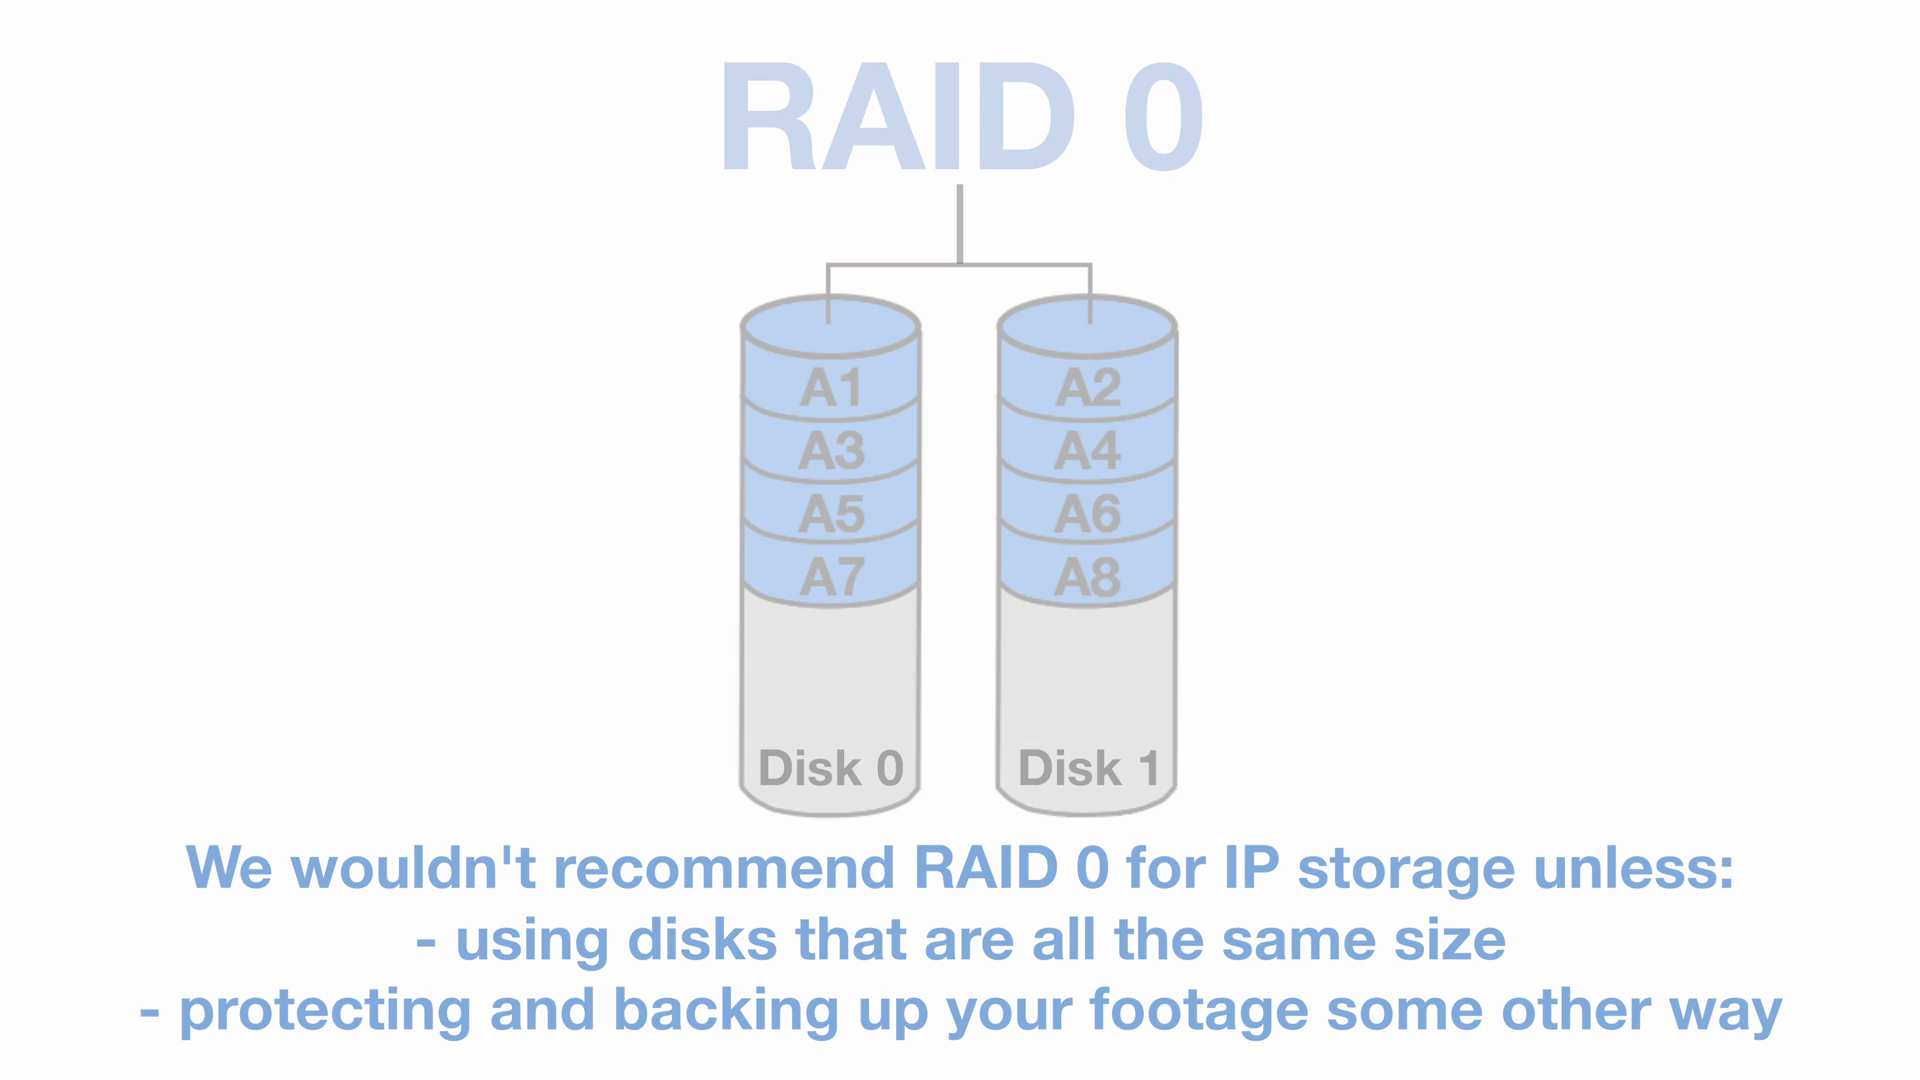 RAID 0
A1
A2
A3
A4
A5
A6
A7
A8
Disk 0
Disk 1
We wouldn't recommend RAID 0 for IP storage unless:
- using disks that are all the same size
- protecting and backing up your footage some other way